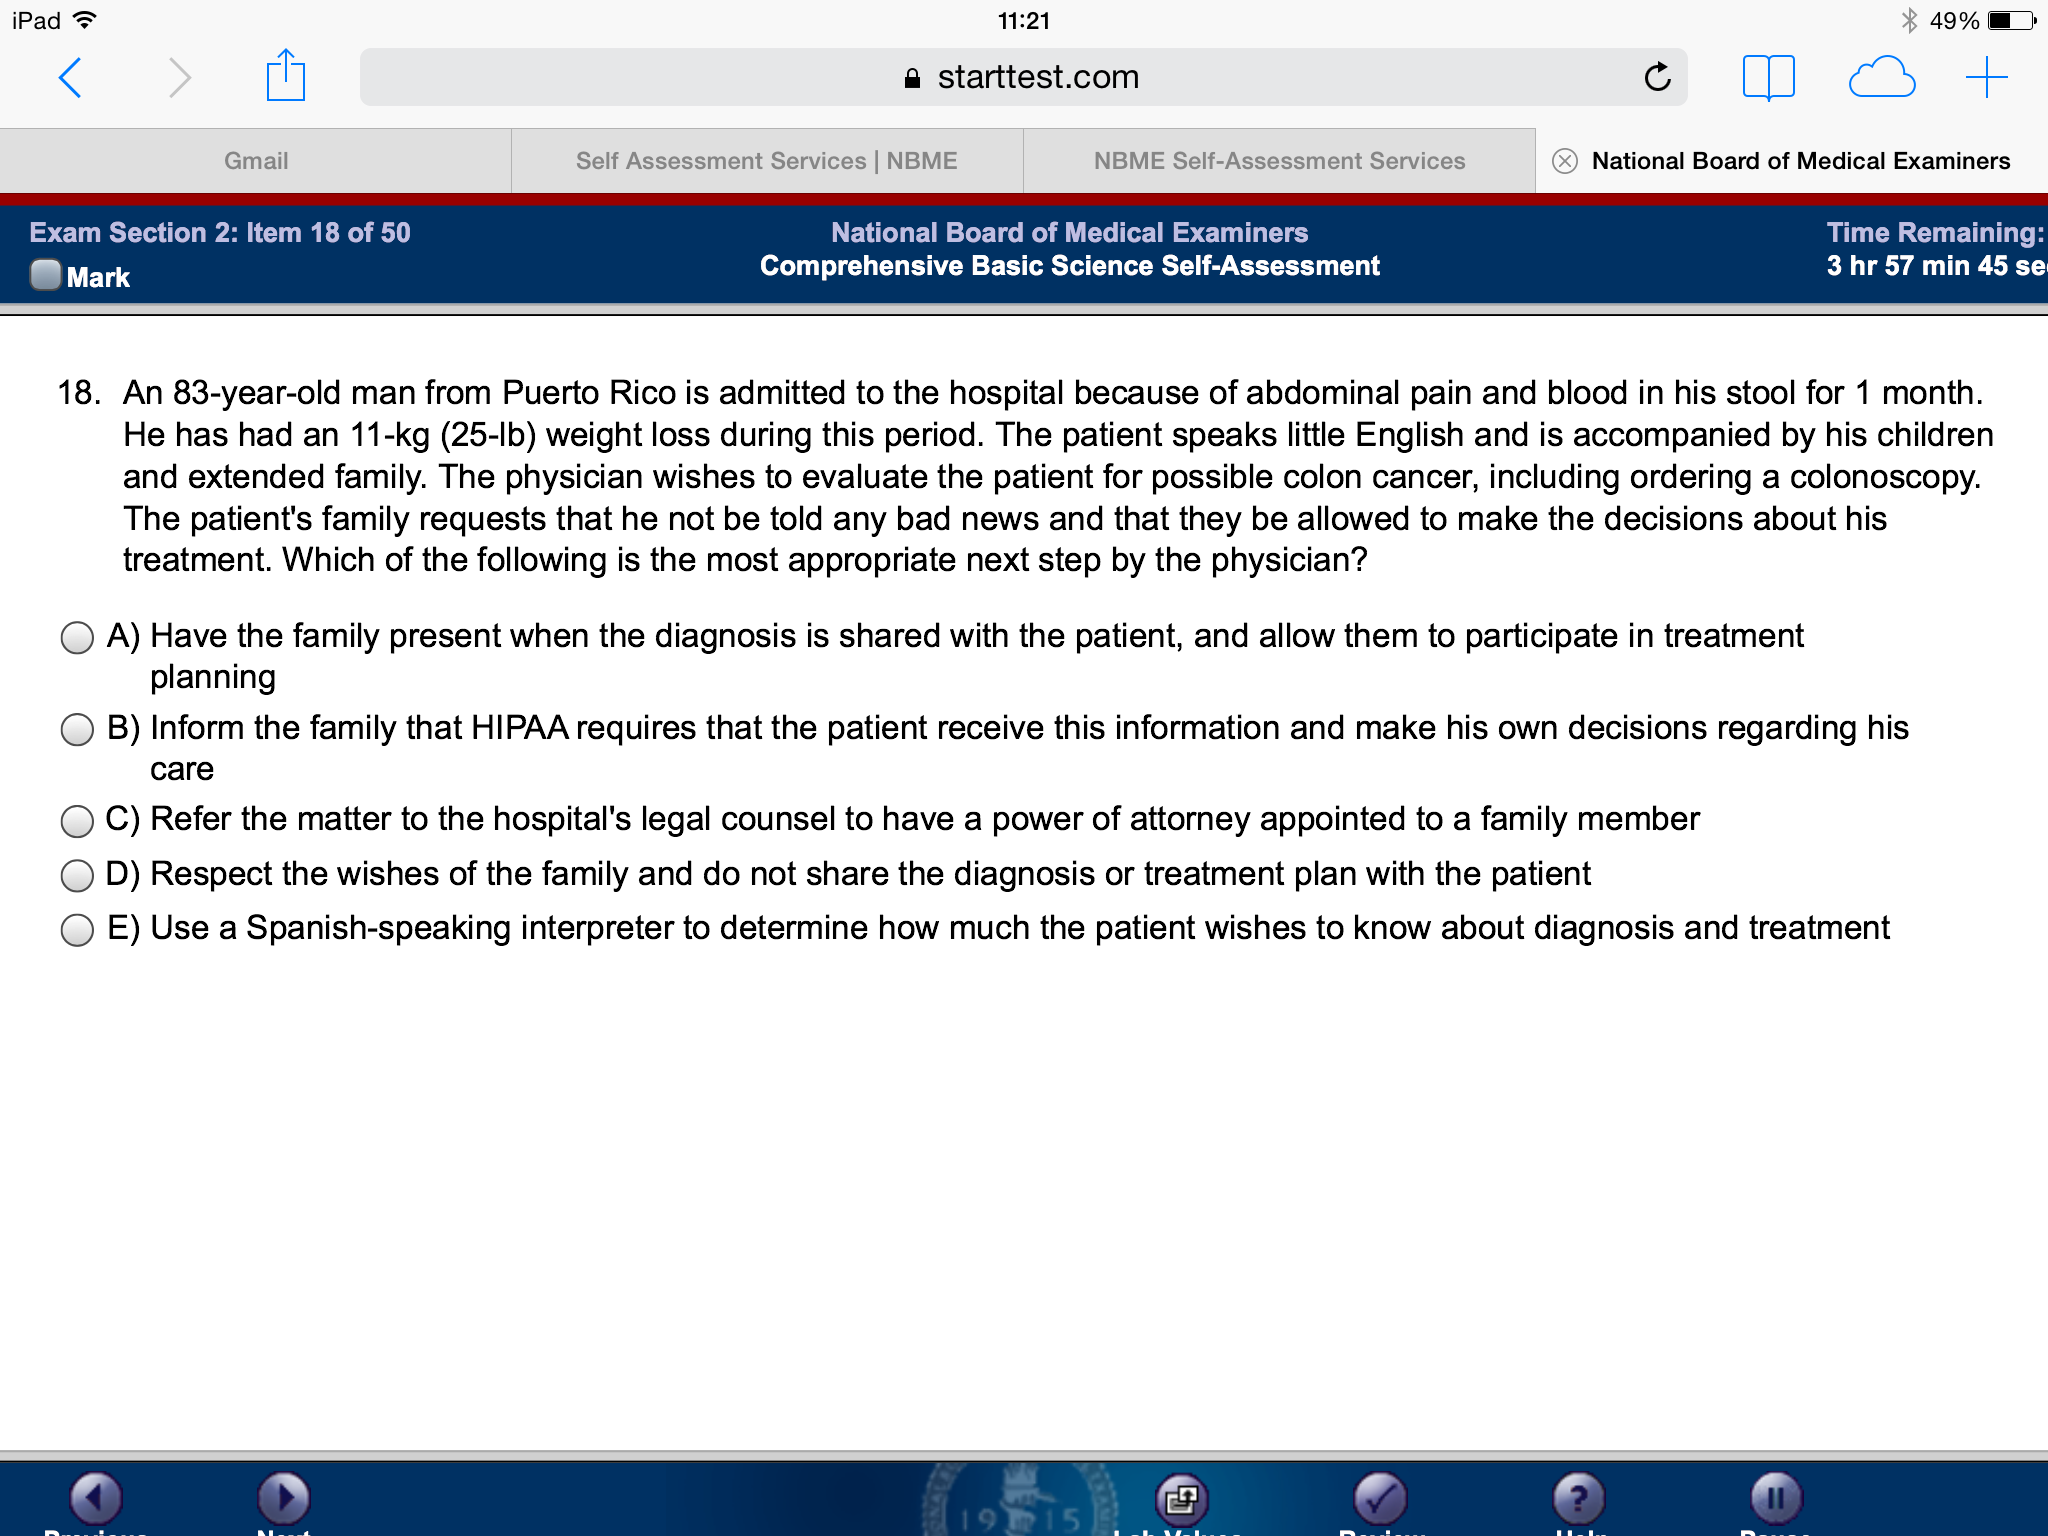 iPad
11:21
49%
starttest.com
Gmail
Self Assessment Services | NBME
NBME Self-Assessment Services
National Board of Medical Examiners
Exam Section 2: Item 18 of 50
National Board of Medical Examiners
Time Remaining:
Mark
Comprehensive Basic Science Self-Assessment
3 hr 57 min 45 se
18. An 83-year-old man from Puerto Rico is admitted to the hospital because of abdominal pain and blood in his stool for 1 month.
He has had an 11-kg (25-lb) weight loss during this period. The patient speaks little English and is accompanied by his children
and extended family. The physician wishes to evaluate the patient for possible colon cancer, including ordering a colonoscopy.
The patient's family requests that he not be told any bad news and that they be allowed to make the decisions about his
treatment. Which of the following is the most appropriate next step by the physician?
A) Have the family present when the diagnosis is shared with the patient, and allow them to participate in treatment
planning
B) Inform the family that HIPAA requires that the patient receive this information and make his own decisions regarding his
care
C) Refer the matter to the hospital's legal counsel to have a power of attorney appointed to a family member
D) Respect the wishes of the family and do not share the diagnosis or treatment plan with the patient
E) Use a Spanish-speaking interpreter to determine how much the patient wishes to know about diagnosis and treatment
1915
Previous
Next
Lab Values
Review
Help
Pause